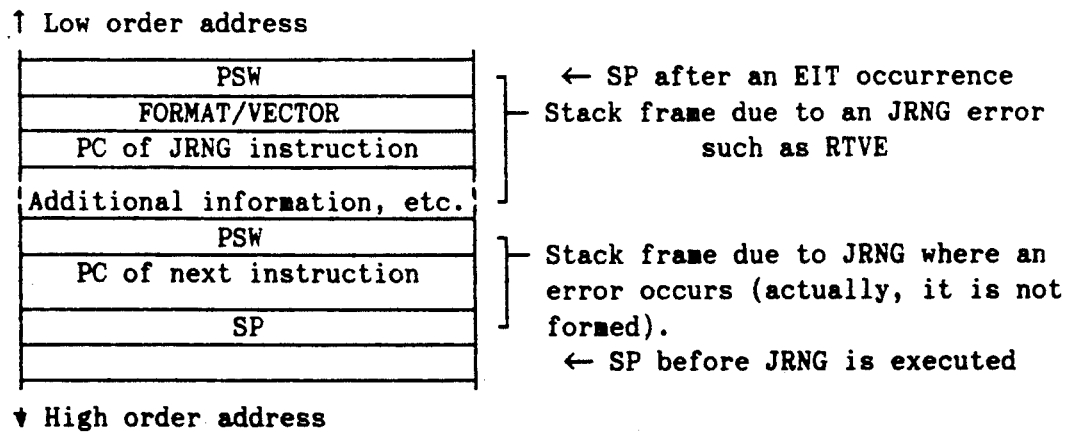 ↑ Low order address
PSW ← SP after an EIT occurrence
FORMAT/VECTOR Stack frame due to an JRNG error
PC of JRNG instruction such as RTVE
Additional information, etc.
PSW
Stack frame due to JRNG where an
PC of next instruction error occurs (actually, it is not
SP formed).
← SP before JRNG is executed
↓ High order address